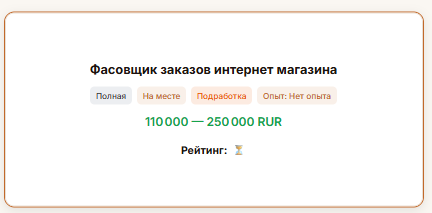 Фасовщик заказов интернет магазина
Полная На месте Подработка Опыт: Нет опыта
110 000 — 250 000 RUR
Рейтинг: ⏳